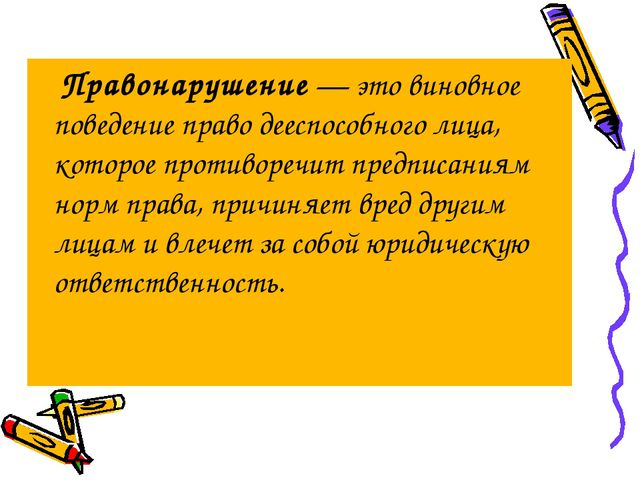 Правонарушение — это виновное
поведение право дееспособного лица,
которое противоречит предписаниям
норм права, причиняет вред другим
лицам и влечет за собой юридическую
ответственность.